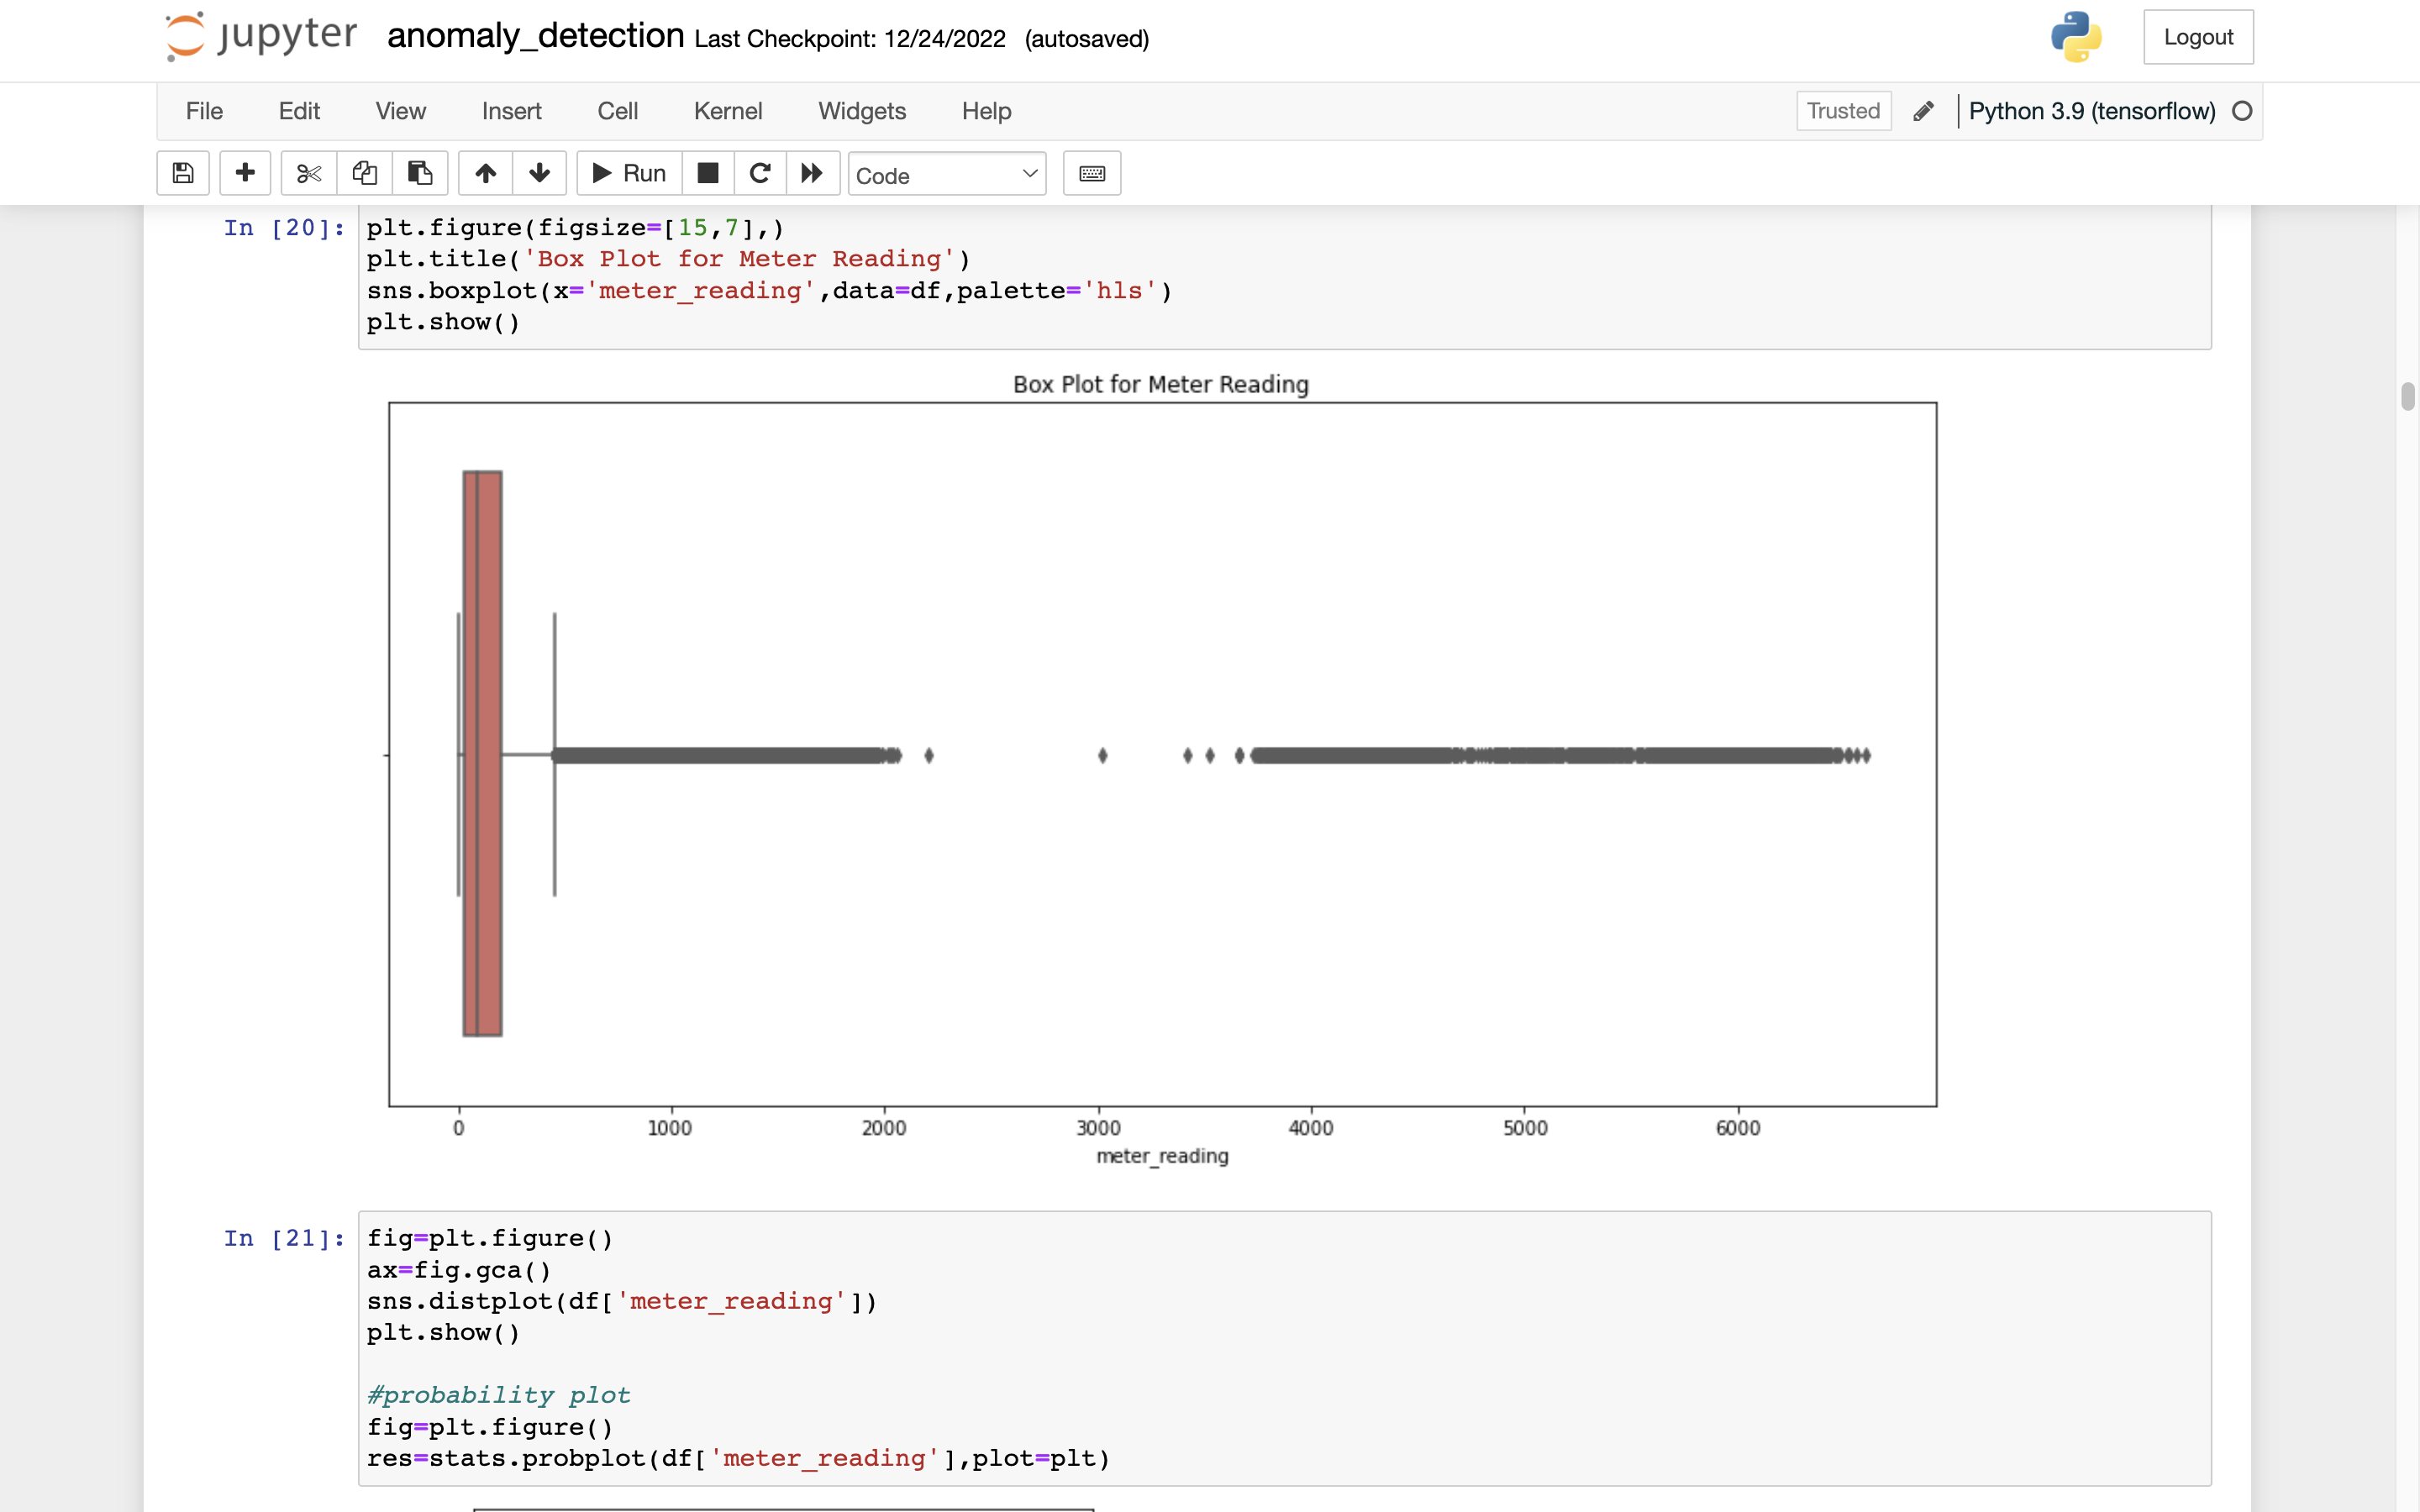 jupyter anomaly_detection Last Checkpoint: 12/24/2022 (autosaved) Logout
File Edit View Insert Cell Kernel Widgets Help Trusted Python 3.9 (tensorflow)
Run Code
In [20]: plt.figure(figsize=[15,7],)
plt.title('Box Plot for Meter Reading')
sns.boxplot(x='meter_reading',data=df,palette='hls')
plt.show()
Box Plot for Meter Reading
0 1000 2000 3000 4000 5000 6000
meter_reading
In [21]: fig=plt.figure()
ax=fig.gca()
sns.distplot(df['meter_reading'])
plt.show()
#probability plot
fig=plt.figure()
res=stats.probplot(df['meter_reading'],plot=plt)